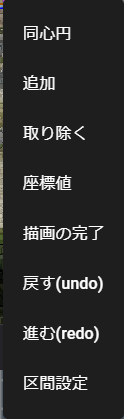 同心円
追加
取り除く
座標値
描画の完了
戻す(undo)
進む(redo)
区間設定